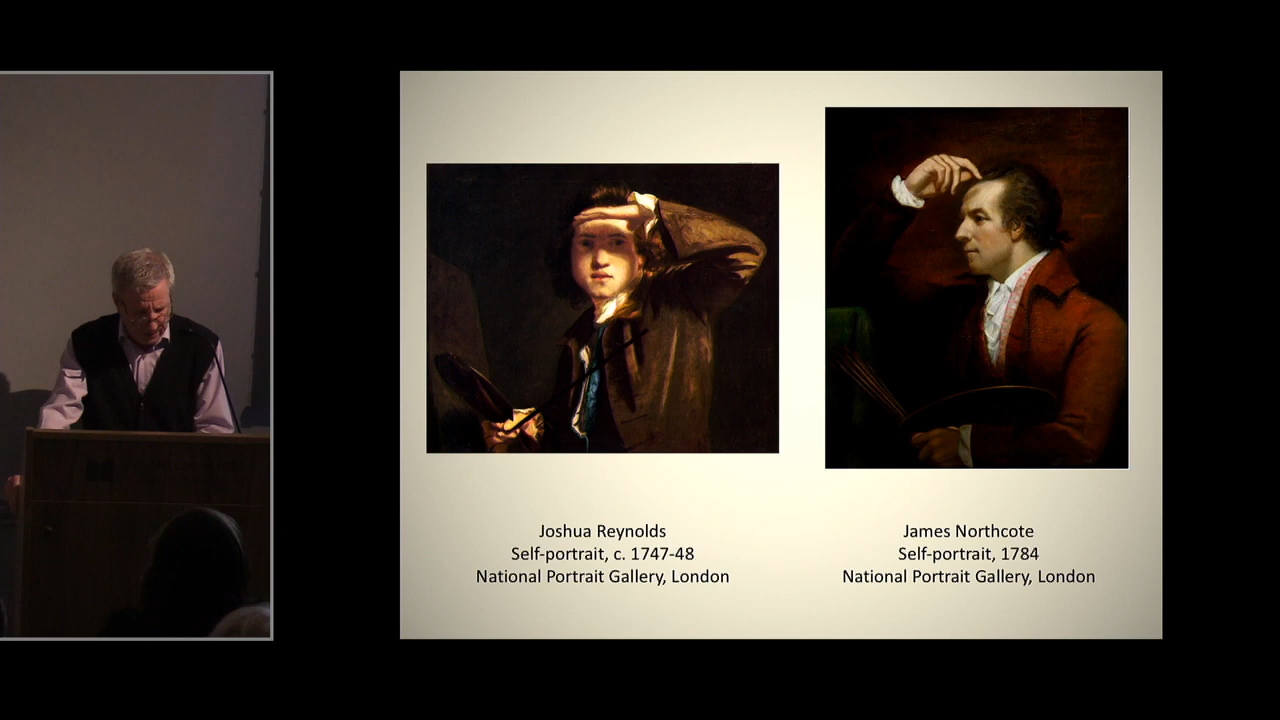 Joshua Reynolds
Self-portrait, c. 1747-48
National Portrait Gallery, London
James Northcote
Self-portrait, 1784
National Portrait Gallery, London